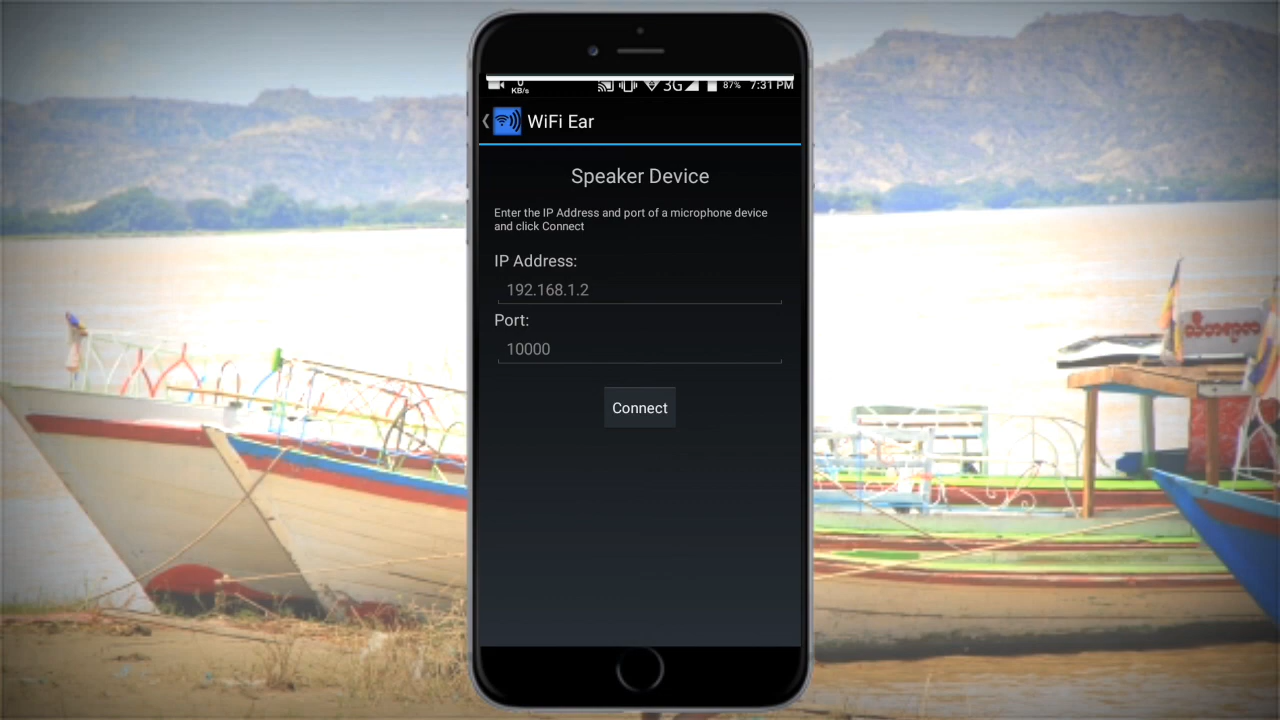 0
KB/s
3G
87%
7:31 PM
WiFi Ear
Speaker Device
Enter the IP Address and port of a microphone device
and click Connect
IP Address:
192.168.1.2
Port:
10000
Connect